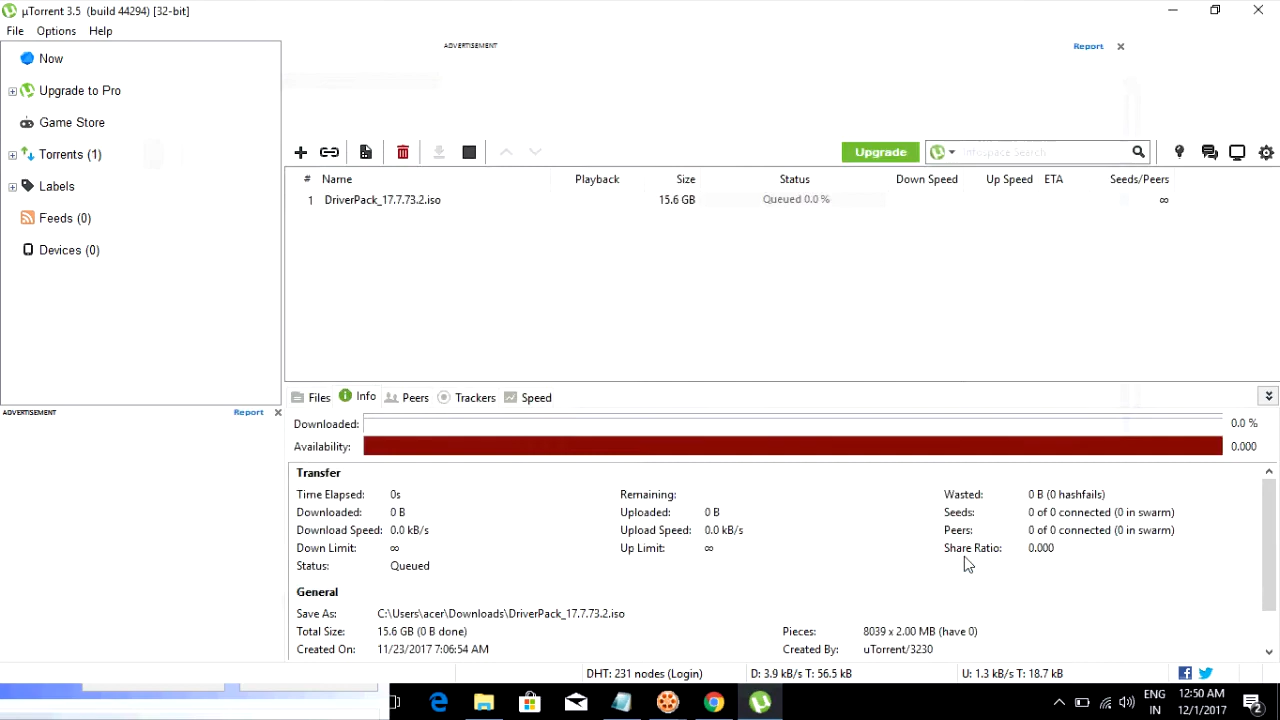 µTorrent 3.5 (build 44294) [32-bit]
File Options Help
ADVERTISEMENT
Report
Now
Upgrade to Pro
Game Store
Torrents (1)
Labels
Feeds (0)
Devices (0)
Upgrade
Infospace Search
# Name Playback Size Status Down Speed Up Speed ETA Seeds/Peers
1 DriverPack_17.7.73.2.iso 15.6 GB Queued 0.0 % ∞
ADVERTISEMENT Report
Files Info Peers Trackers Speed
Downloaded: 0.0 %
Availability: 0.000
Transfer
Time Elapsed: 0s Remaining: Wasted: 0 B (0 hashfails)
Downloaded: 0 B Uploaded: 0 B Seeds: 0 of 0 connected (0 in swarm)
Download Speed: 0.0 kB/s Upload Speed: 0.0 kB/s Peers: 0 of 0 connected (0 in swarm)
Down Limit: ∞ Up Limit: ∞ Share Ratio: 0.000
Status: Queued
General
Save As: C:\Users\acer\Downloads\DriverPack_17.7.73.2.iso
Total Size: 15.6 GB (0 B done) Pieces: 8039 x 2.00 MB (have 0)
Created On: 11/23/2017 7:06:54 AM Created By: uTorrent/3230
DHT: 231 nodes (Login) D: 3.9 kB/s T: 56.5 kB U: 1.3 kB/s T: 18.7 kB
ENG 12:50 AM
IN 12/1/2017 2